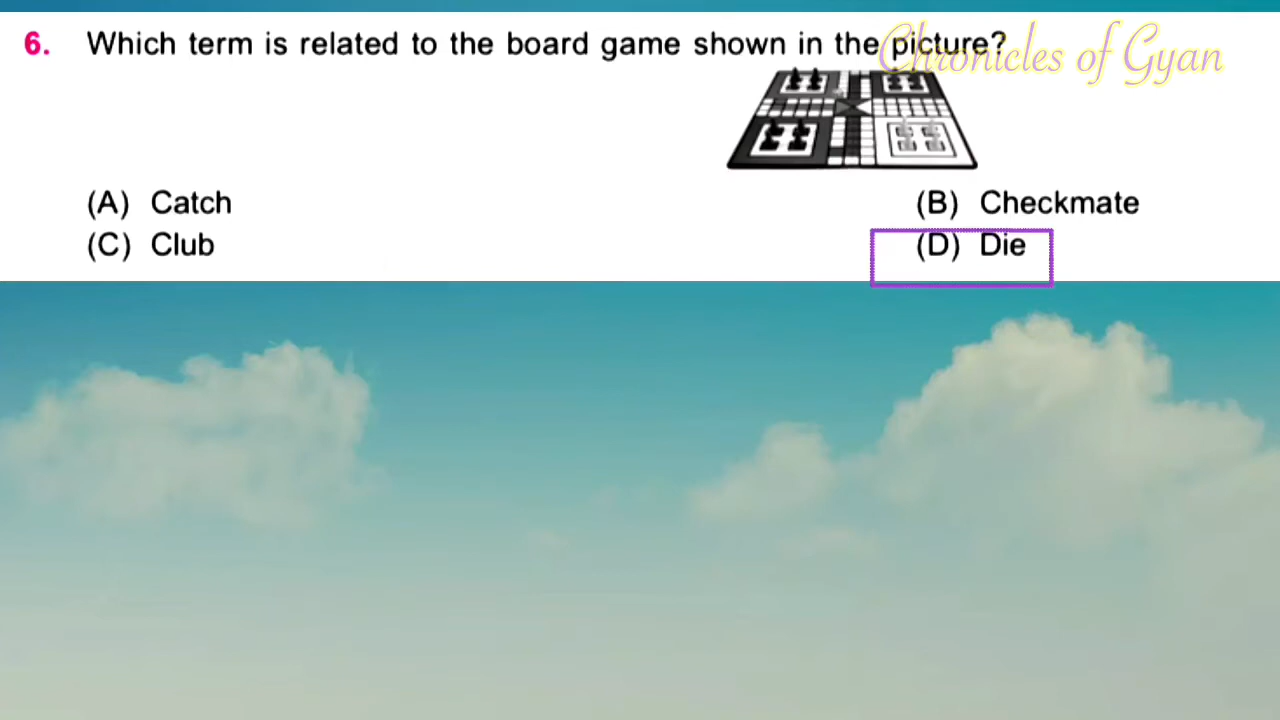 6. Which term is related to the board game shown in the picture?
Chronicles of Gyan
(A) Catch
(B) Checkmate
(C) Club
(D) Die